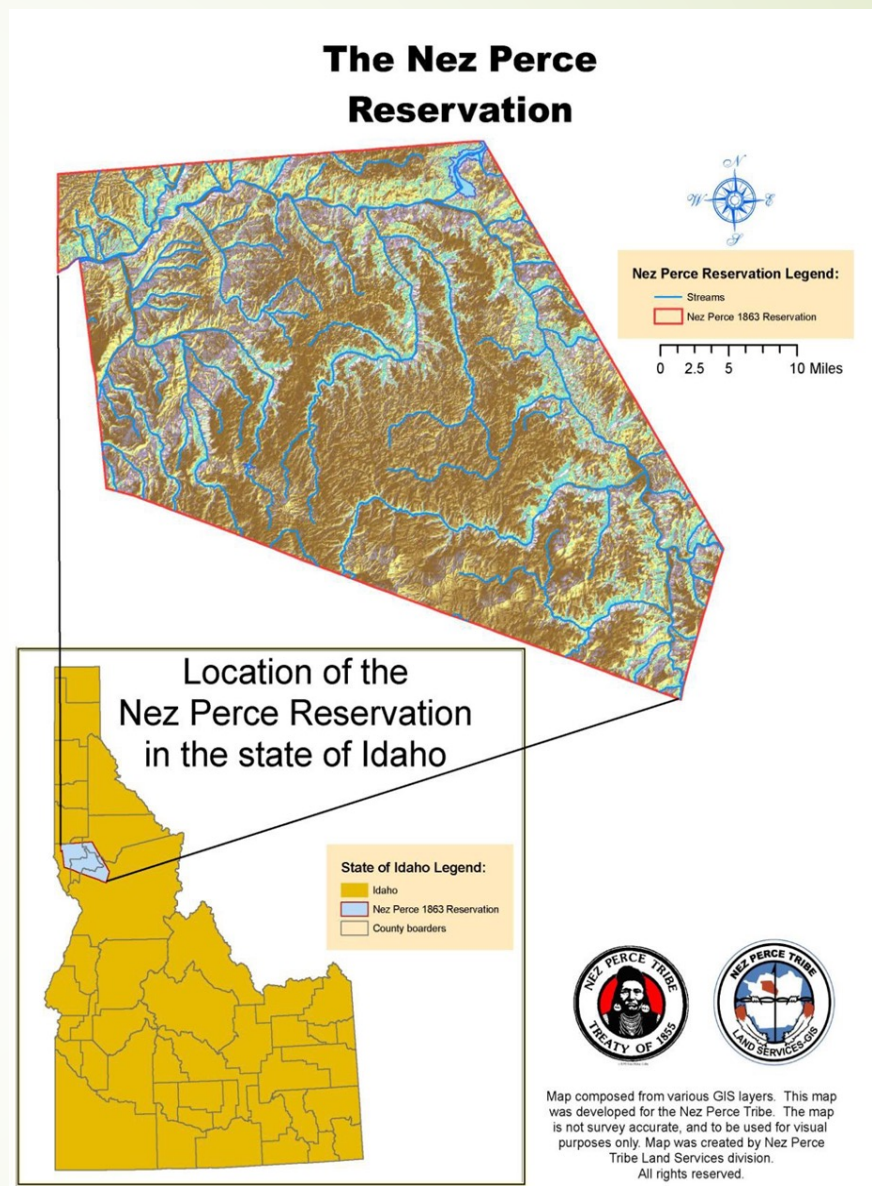 The Nez Perce
Reservation
N
W E
S
Nez Perce Reservation Legend:
Streams
Nez Perce 1863 Reservation
0 2.5 5 10 Miles
Location of the
Nez Perce Reservation
in the state of Idaho
State of Idaho Legend:
Idaho
Nez Perce 1863 Reservation
County boarders
NEZ PERCE TRIBE
TREATY OF 1855
NEZ PERCE TRIBE
LAND SERVICES-GIS
Map composed from various GIS layers. This map
was developed for the Nez Perce Tribe. The map
is not survey accurate, and to be used for visual
purposes only. Map was created by Nez Perce
Tribe Land Services division.
All rights reserved.